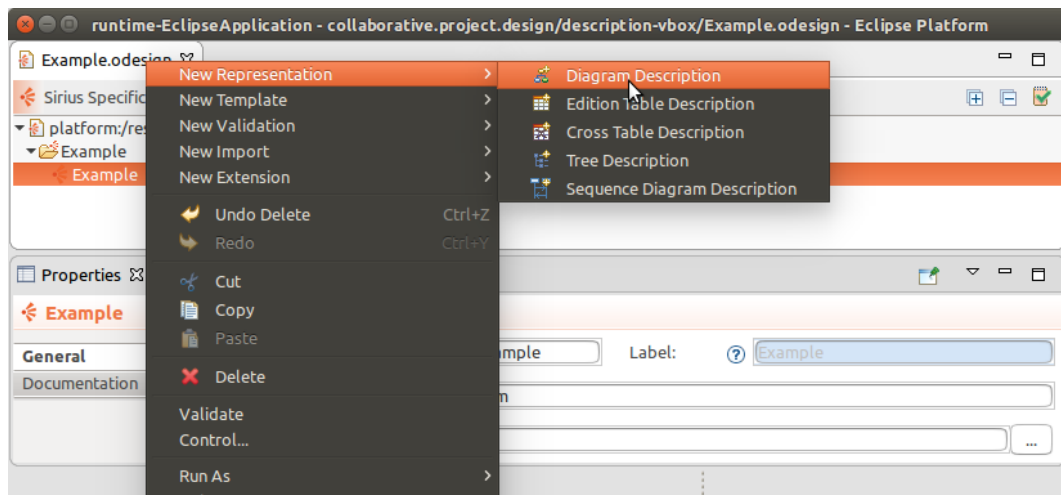 runtime-EclipseApplication - collaborative.project.design/description-vbox/Example.odesign - Eclipse Platform
Example.odesign
Sirius Specific
platform:/res
Example
Example
New Representation
New Template
New Validation
New Import
New Extension
Undo Delete Ctrl+Z
Redo Ctrl+Y
Cut
Copy
Paste
Delete
Validate
Control...
Run As
Diagram Description
Edition Table Description
Cross Table Description
Tree Description
Sequence Diagram Description
Properties
Example
General
Documentation
mple Label: ? Example
m
...